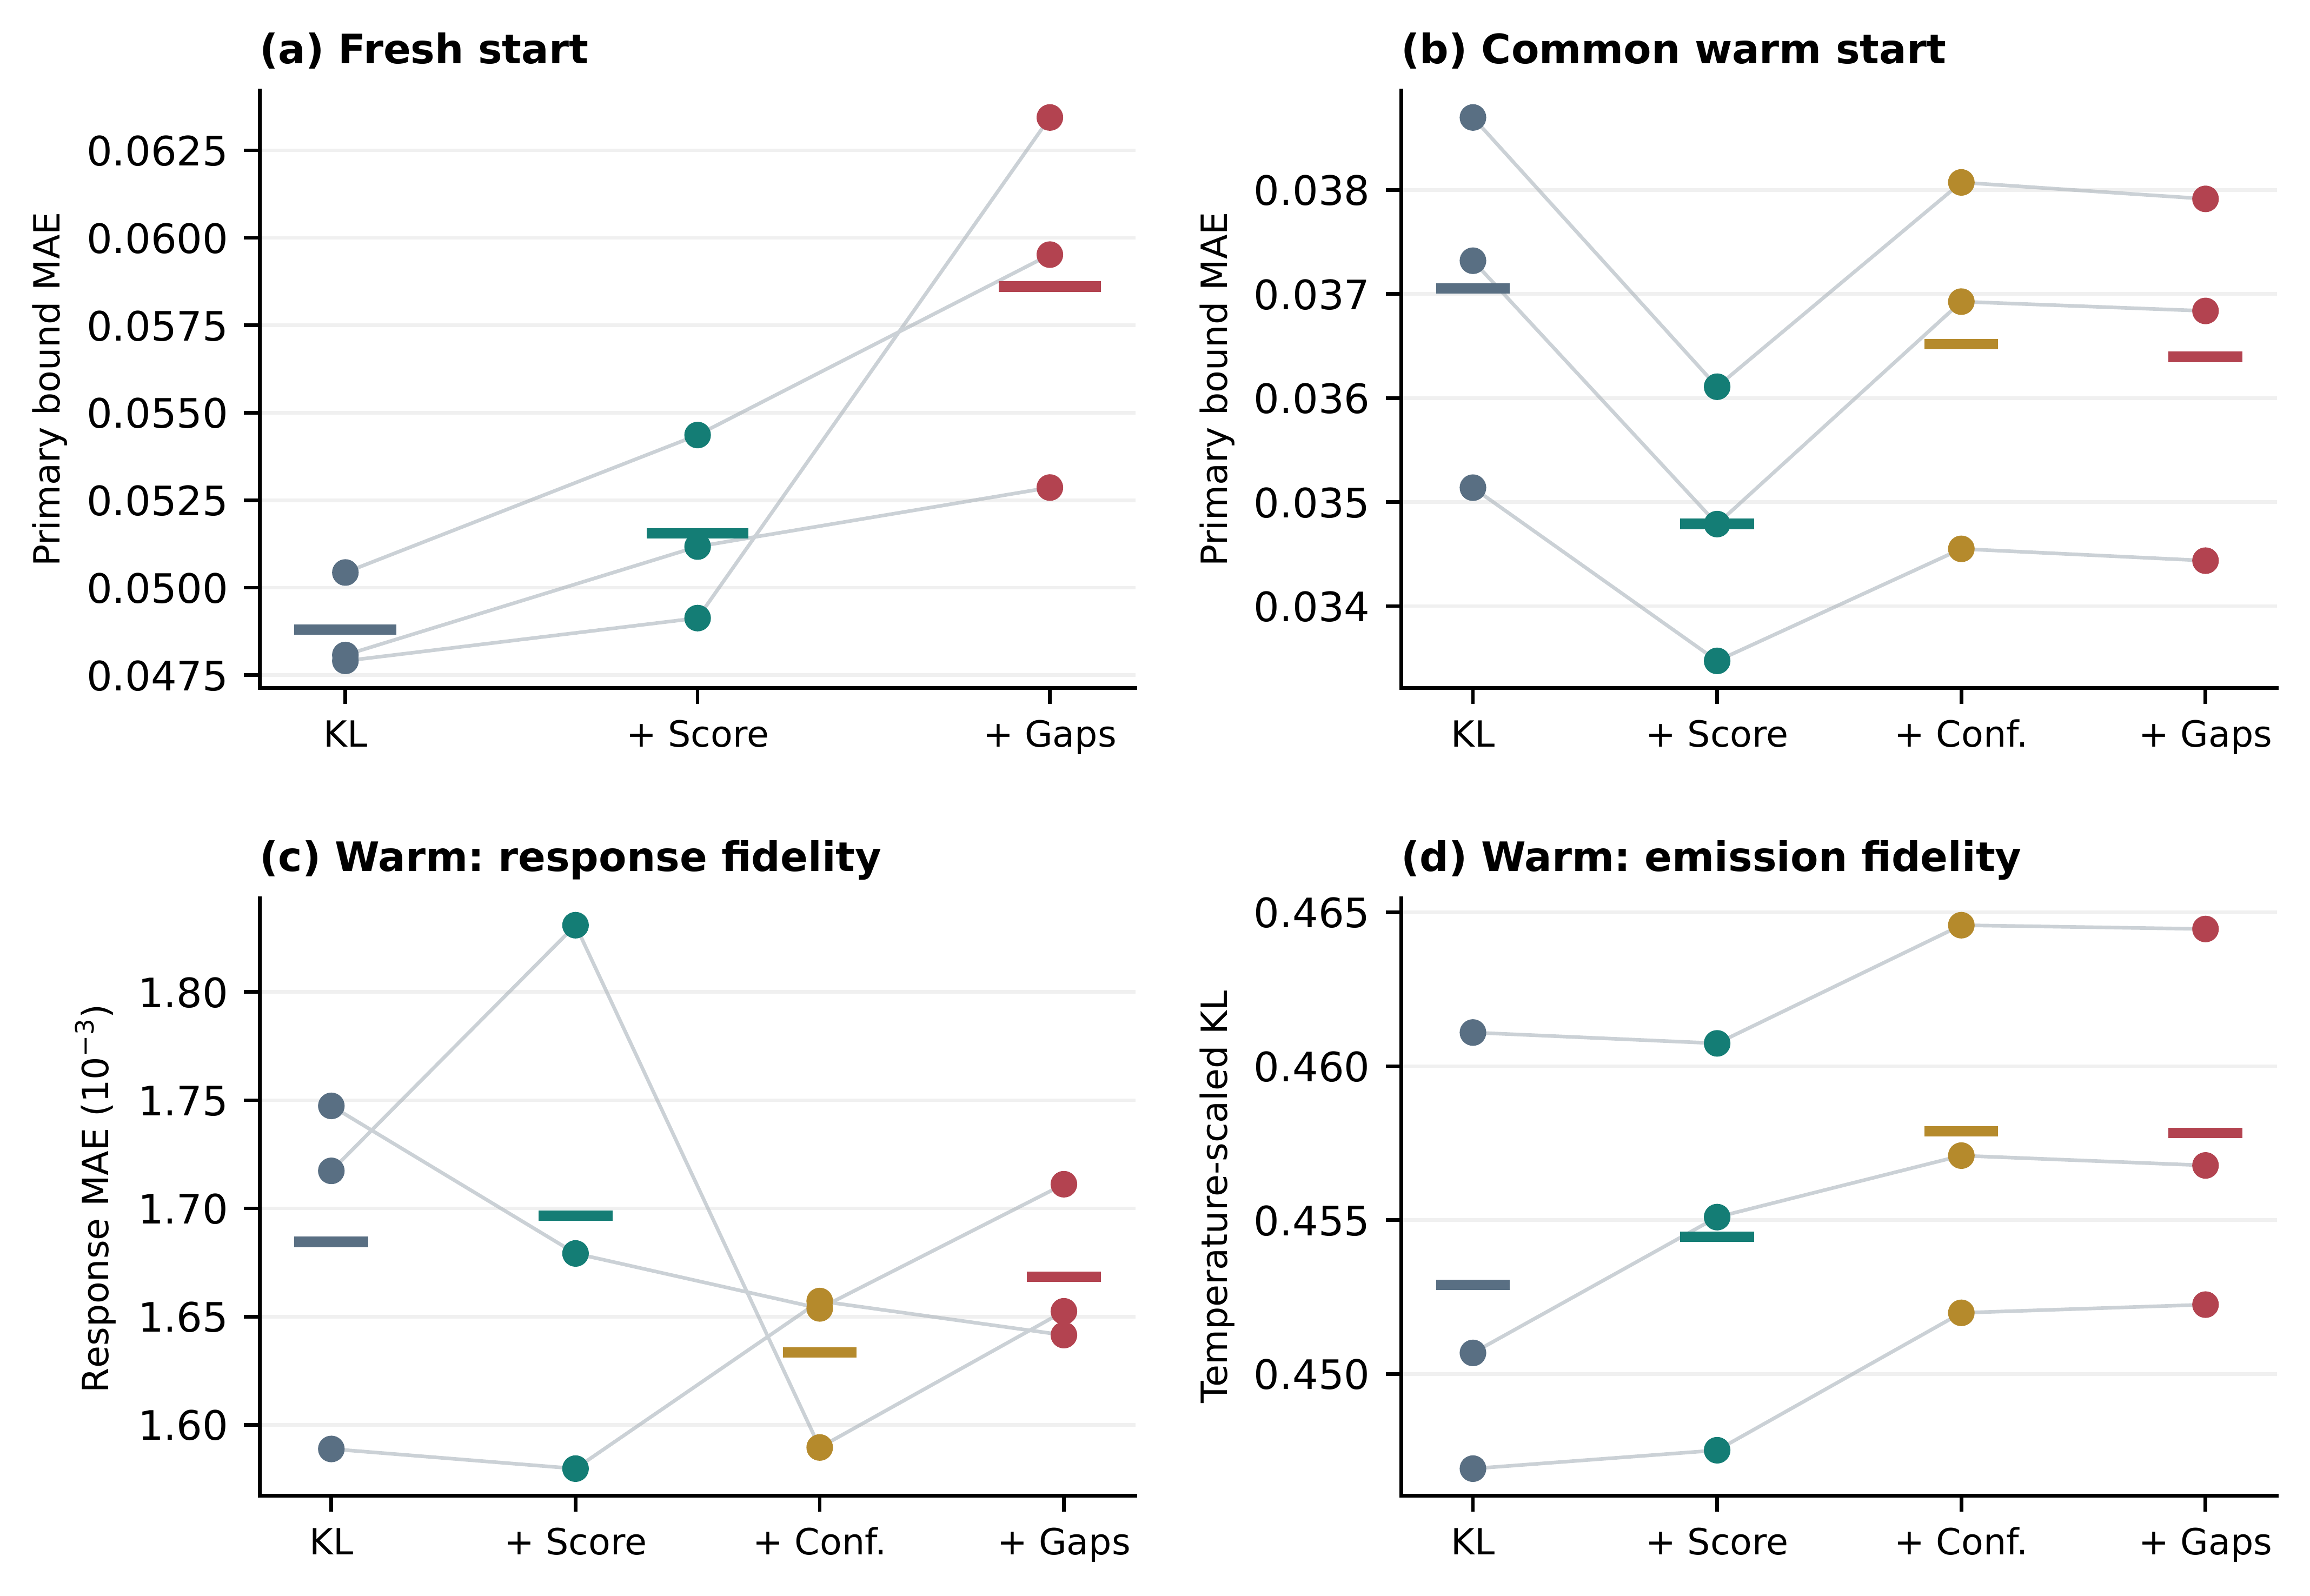 (a) Fresh start
Primary bound MAE
0.0625
0.0600
0.0575
0.0550
0.0525
0.0500
0.0475
KL
+ Score
+ Gaps
(b) Common warm start
Primary bound MAE
0.038
0.037
0.036
0.035
0.034
KL
+ Score
+ Conf.
+ Gaps
(c) Warm: response fidelity
Response MAE (10⁻³)
1.80
1.75
1.70
1.65
1.60
KL
+ Score
+ Conf.
+ Gaps
(d) Warm: emission fidelity
Temperature-scaled KL
0.465
0.460
0.455
0.450
KL
+ Score
+ Conf.
+ Gaps